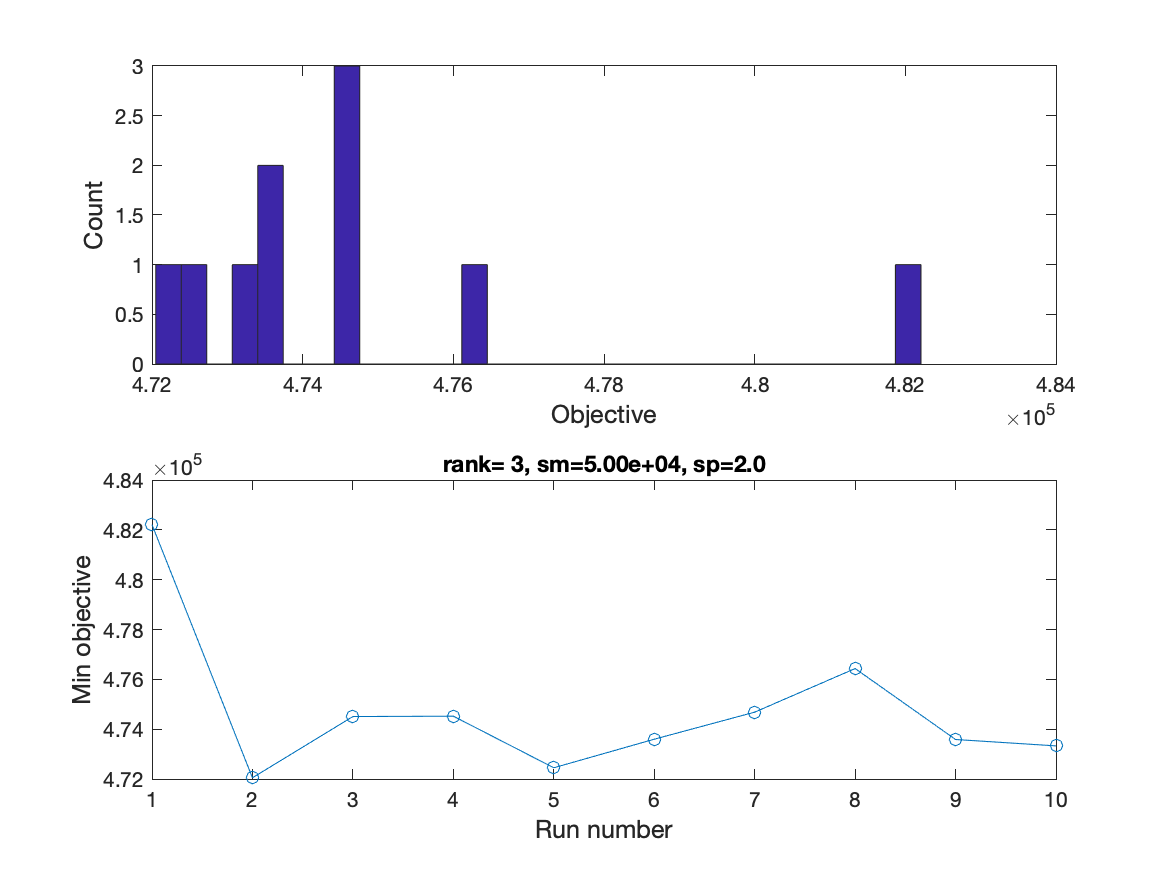 3
2.5
2
1.5
1
0.5
0
Count
4.72 4.74 4.76 4.78 4.8 4.82 4.84
Objective
×10^5
rank= 3, sm=5.00e+04, sp=2.0
×10^5
4.84
4.82
4.8
4.78
4.76
4.74
4.72
Min objective
1 2 3 4 5 6 7 8 9 10
Run number